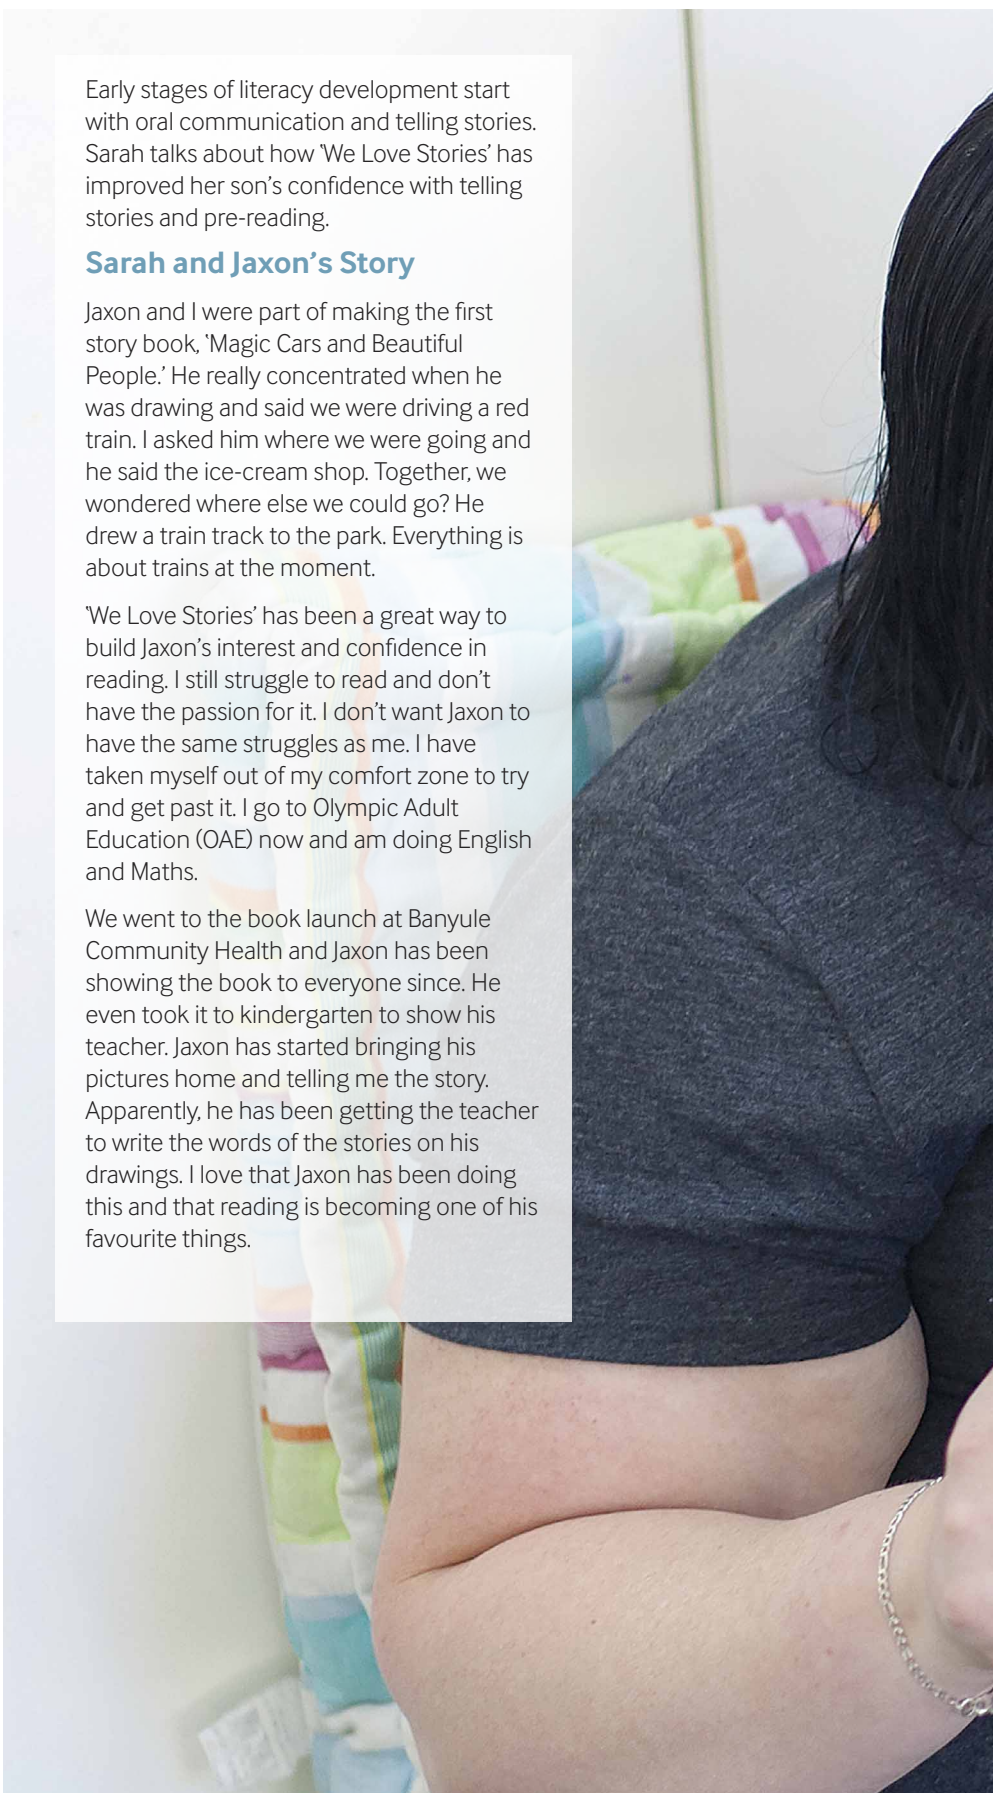 Early stages of literacy development start
with oral communication and telling stories.
Sarah talks about how ‘We Love Stories’ has
improved her son’s confidence with telling
stories and pre-reading.
Sarah and Jaxon’s Story
Jaxon and I were part of making the first
story book, ‘Magic Cars and Beautiful
People.’ He really concentrated when he
was drawing and said we were driving a red
train. I asked him where we were going and
he said the ice-cream shop. Together, we
wondered where else we could go? He
drew a train track to the park. Everything is
about trains at the moment.
‘We Love Stories’ has been a great way to
build Jaxon’s interest and confidence in
reading. I still struggle to read and don’t
have the passion for it. I don’t want Jaxon to
have the same struggles as me. I have
taken myself out of my comfort zone to try
and get past it. I go to Olympic Adult
Education (OAE) now and am doing English
and Maths.
We went to the book launch at Banyule
Community Health and Jaxon has been
showing the book to everyone since. He
even took it to kindergarten to show his
teacher. Jaxon has started bringing his
pictures home and telling me the story.
Apparently, he has been getting the teacher
to write the words of the stories on his
drawings. I love that Jaxon has been doing
this and that reading is becoming one of his
favourite things.